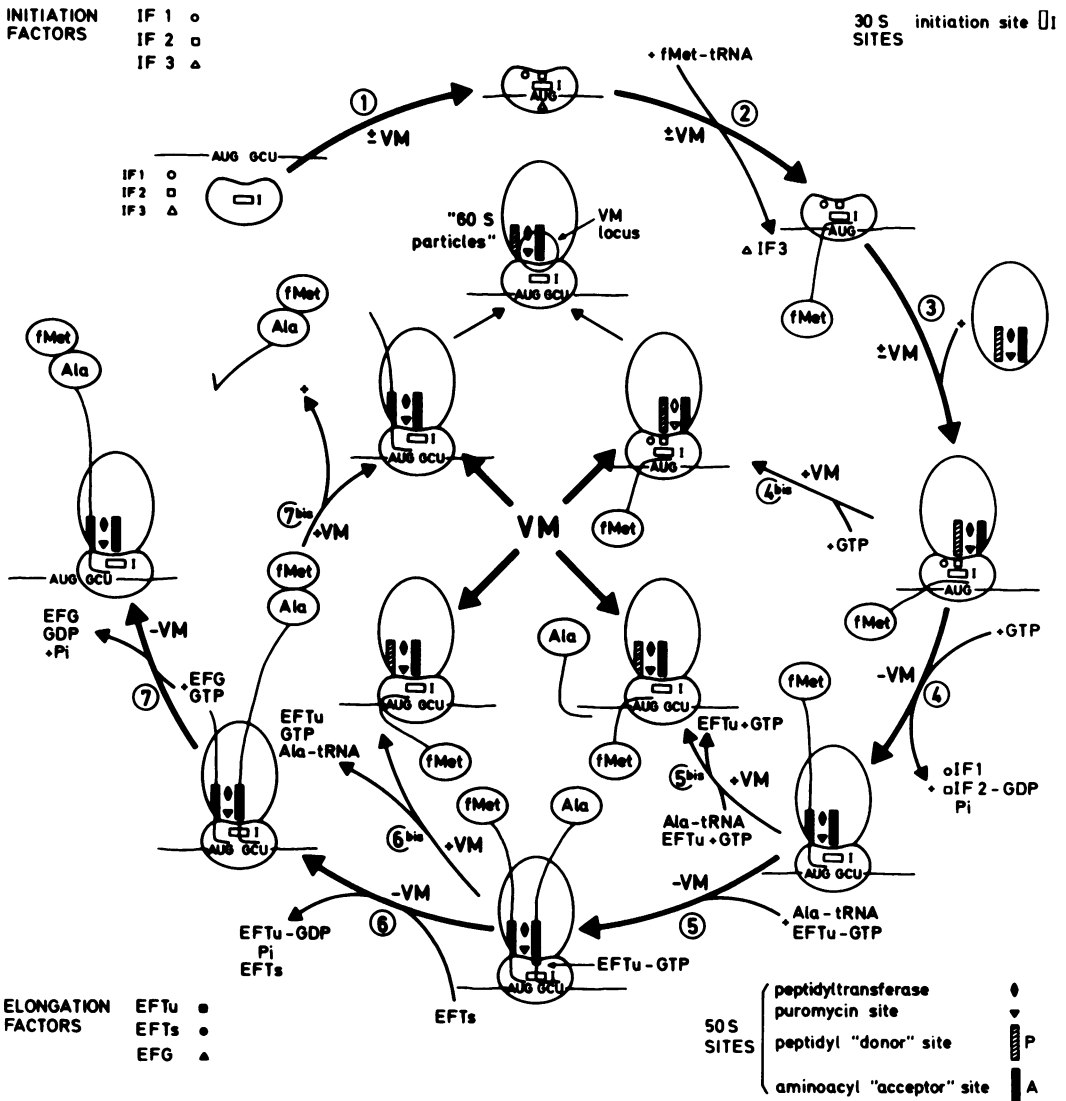 INITIATION FACTORS
IF 1
IF 2
IF 3
30 S SITES
initiation site I
+ fMet-tRNA
①
±VM
I
AUG
②
±VM
AUG GCU
IF1
IF2
IF3
I
"60 S particles"
VM locus
I
AUG GCU
I
AUG
IF3
fMet
③
±VM
+
fMet
Ala
fMet
Ala
+
I
AUG GCU
I
AUG
fMet
VM
7bis
+VM
4bis
+VM
+GTP
I
AUG GCU
I
AUG
fMet
EFG
GDP
+Pi
-VM
⑦
+EFG
GTP
fMet
Ala
I
AUG GCU
fMet
Ala
I
AUG GCU
fMet
+GTP
-VM
④
IF1
+ IF2-GDP
Pi
EFTu
GTP
Ala-tRNA
6bis
+VM
EFTu+GTP
5bis
+VM
Ala-tRNA
EFTu+GTP
fMet
I
AUG GCU
I
AUG GCU
-VM
⑥
EFTu-GDP
Pi
EFTs
EFTs
fMet
Ala
I
AUG GCU
EFTu-GTP
-VM
⑤
+ Ala-tRNA
EFTu-GTP
ELONGATION FACTORS
EFTu
EFTs
EFG
50 S SITES
peptidyltransferase
puromycin site
peptidyl "donor" site P
aminoacyl "acceptor" site A